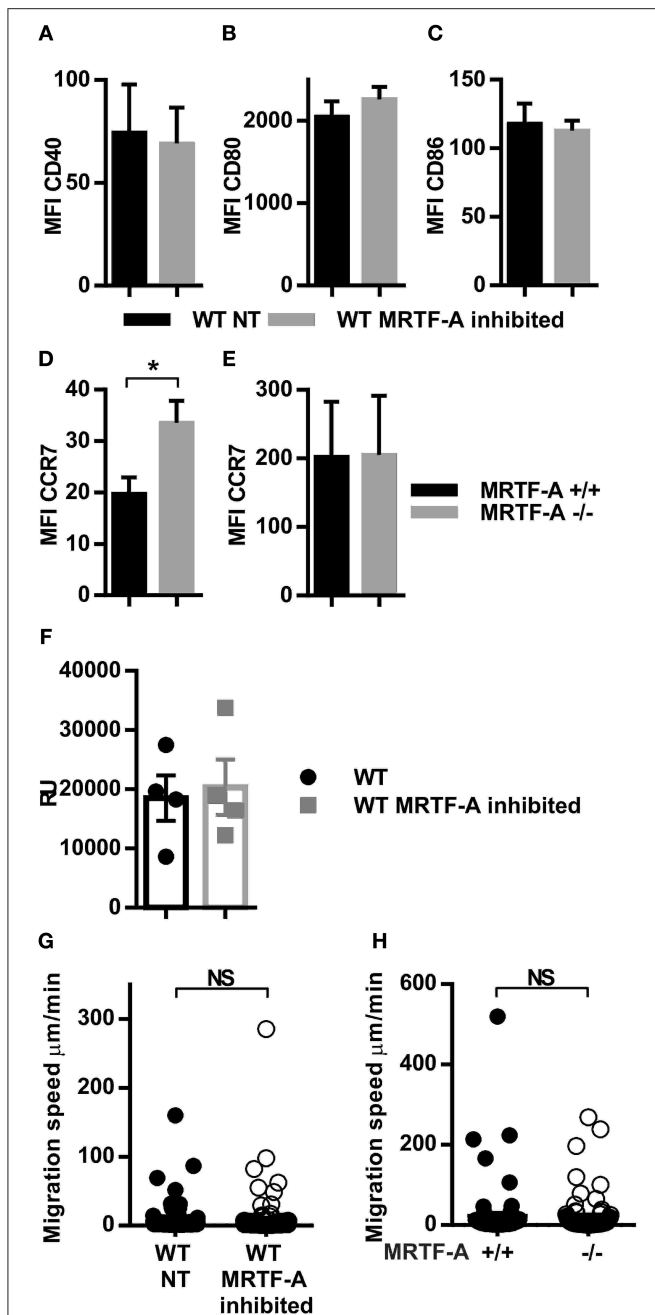 A
B
C
MFI CD40
100
50
0
MFI CD80
2000
1000
0
MFI CD86
150
100
50
0
WT NT
WT MRTF-A inhibited
D
E
MFI CCR7
40
30
20
10
0
*
MFI CCR7
300
200
100
0
MRTF-A +/+
MRTF-A -/-
F
RU
40000
30000
20000
10000
0
WT
WT MRTF-A inhibited
G
H
Migration speed μm/min
300
200
100
0
NS
WT
NT
WT
MRTF-A
inhibited
Migration speed μm/min
600
400
200
0
NS
MRTF-A +/+ -/-